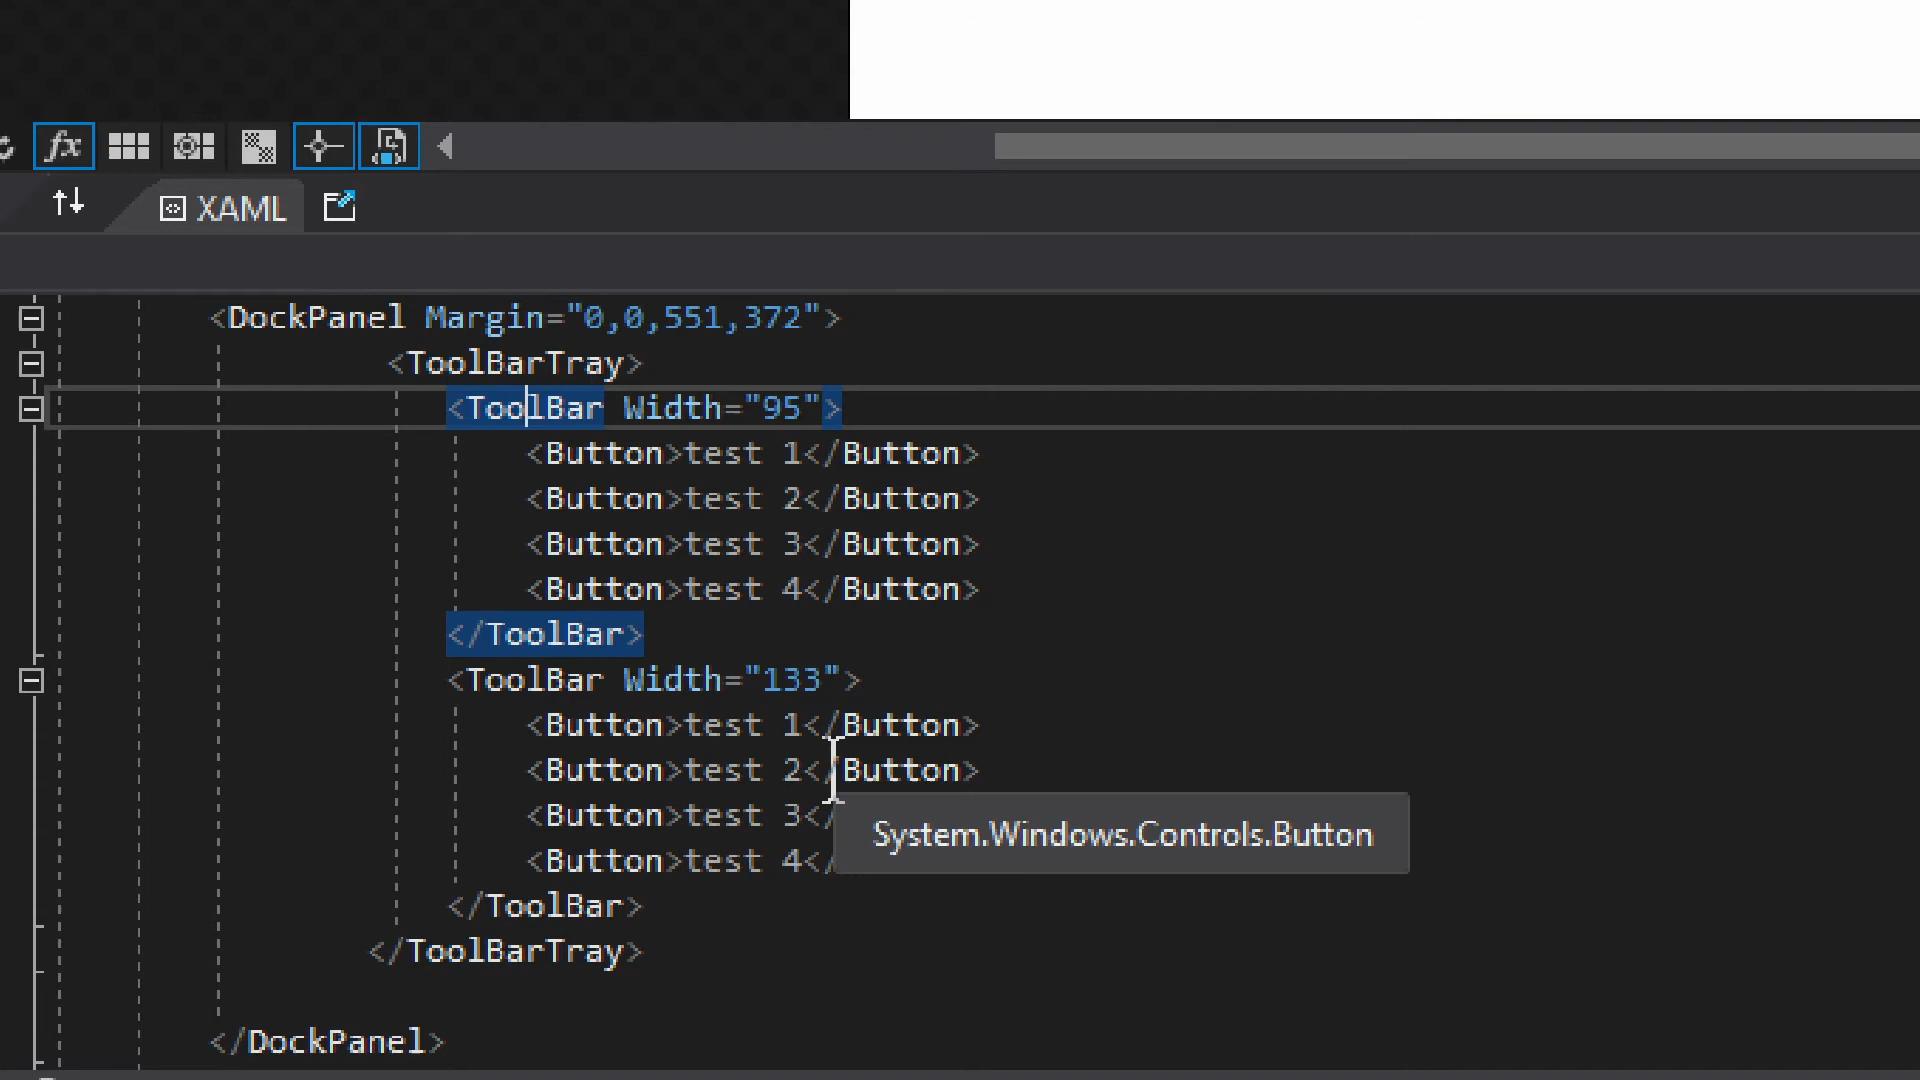 fx
XAML
<DockPanel Margin="0,0,551,372">
<ToolBarTray>
<ToolBar Width="95">
<Button>test 1</Button>
<Button>test 2</Button>
<Button>test 3</Button>
<Button>test 4</Button>
</ToolBar>
<ToolBar Width="133">
<Button>test 1</Button>
<Button>test 2</Button>
<Button>test 3</
System.Windows.Controls.Button
<Button>test 4</
</ToolBar>
</ToolBarTray>
</DockPanel>